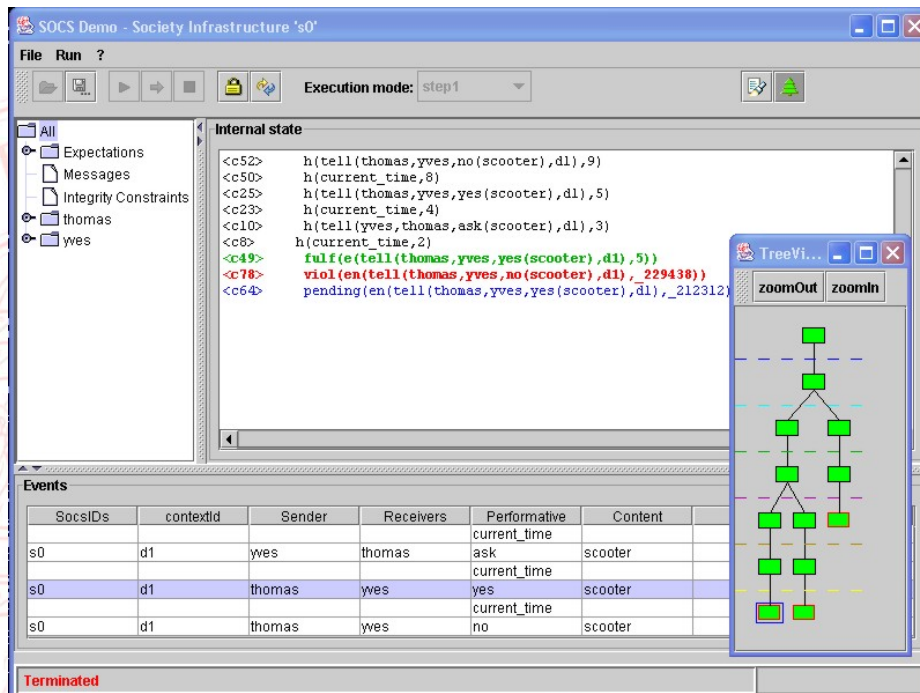 SOCS Demo - Society Infrastructure 's0'
File Run ?
Execution mode: step1
All
Expectations
Messages
Integrity Constraints
thomas
yves
Internal state
<c52> h(tell(thomas,yves,no(scooter),d1),9)
<c50> h(current_time,8)
<c25> h(tell(thomas,yves,yes(scooter),d1),5)
<c23> h(current_time,4)
<c10> h(tell(yves,thomas,ask(scooter),d1),3)
<c8> h(current_time,2)
<c49> fulf(e(tell(thomas,yves,yes(scooter),d1),5))
<c78> viol(en(tell(thomas,yves,no(scooter),d1),_229438))
<c64> pending(en(tell(thomas,yves,yes(scooter),d1),_212312)
TreeVi...
zoomOut zoomIn
Events
SocsIDs contextId Sender Receivers Performative Content
current_time
s0 d1 yves thomas ask scooter
current_time
s0 d1 thomas yves yes scooter
current_time
s0 d1 thomas yves no scooter
Terminated